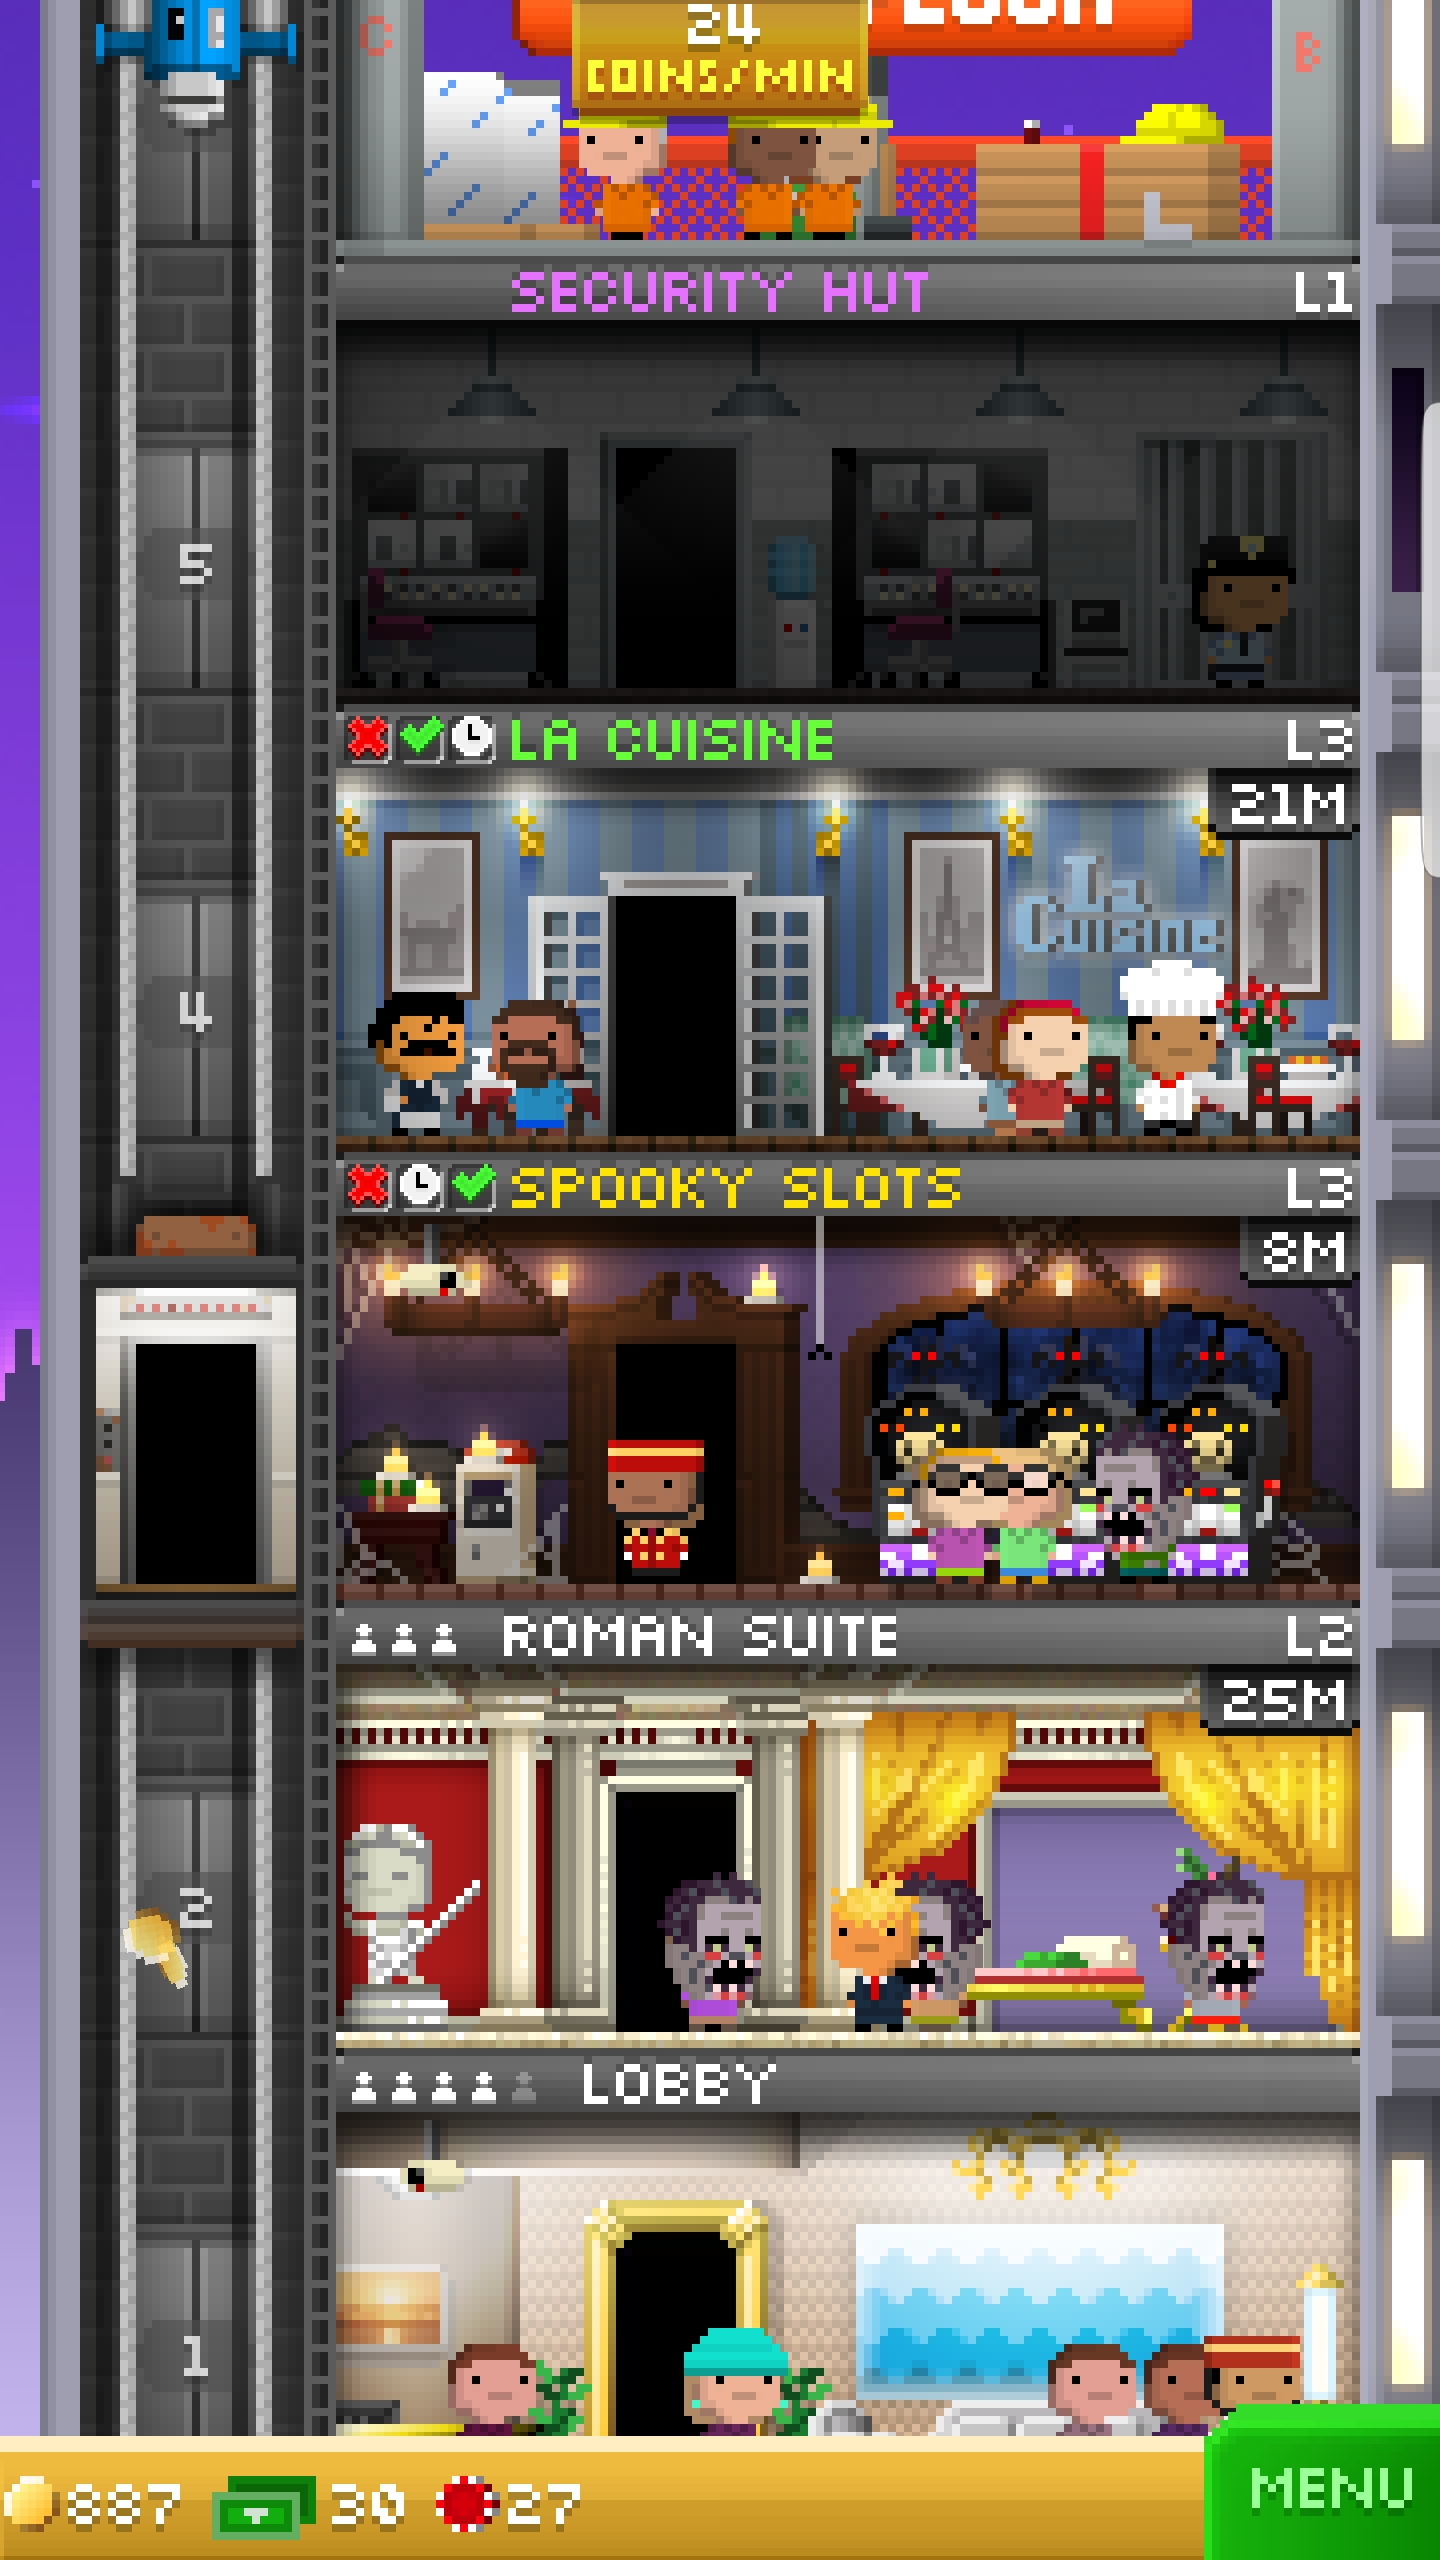 24
COINS/MIN
C
B
SECURITY HUT L1
5
LA CUISINE L3
21M
La
Cuisine
4
SPOOKY SLOTS L3
8M
ROMAN SUITE L2
25M
2
LOBBY
1
887 30 27
MENU